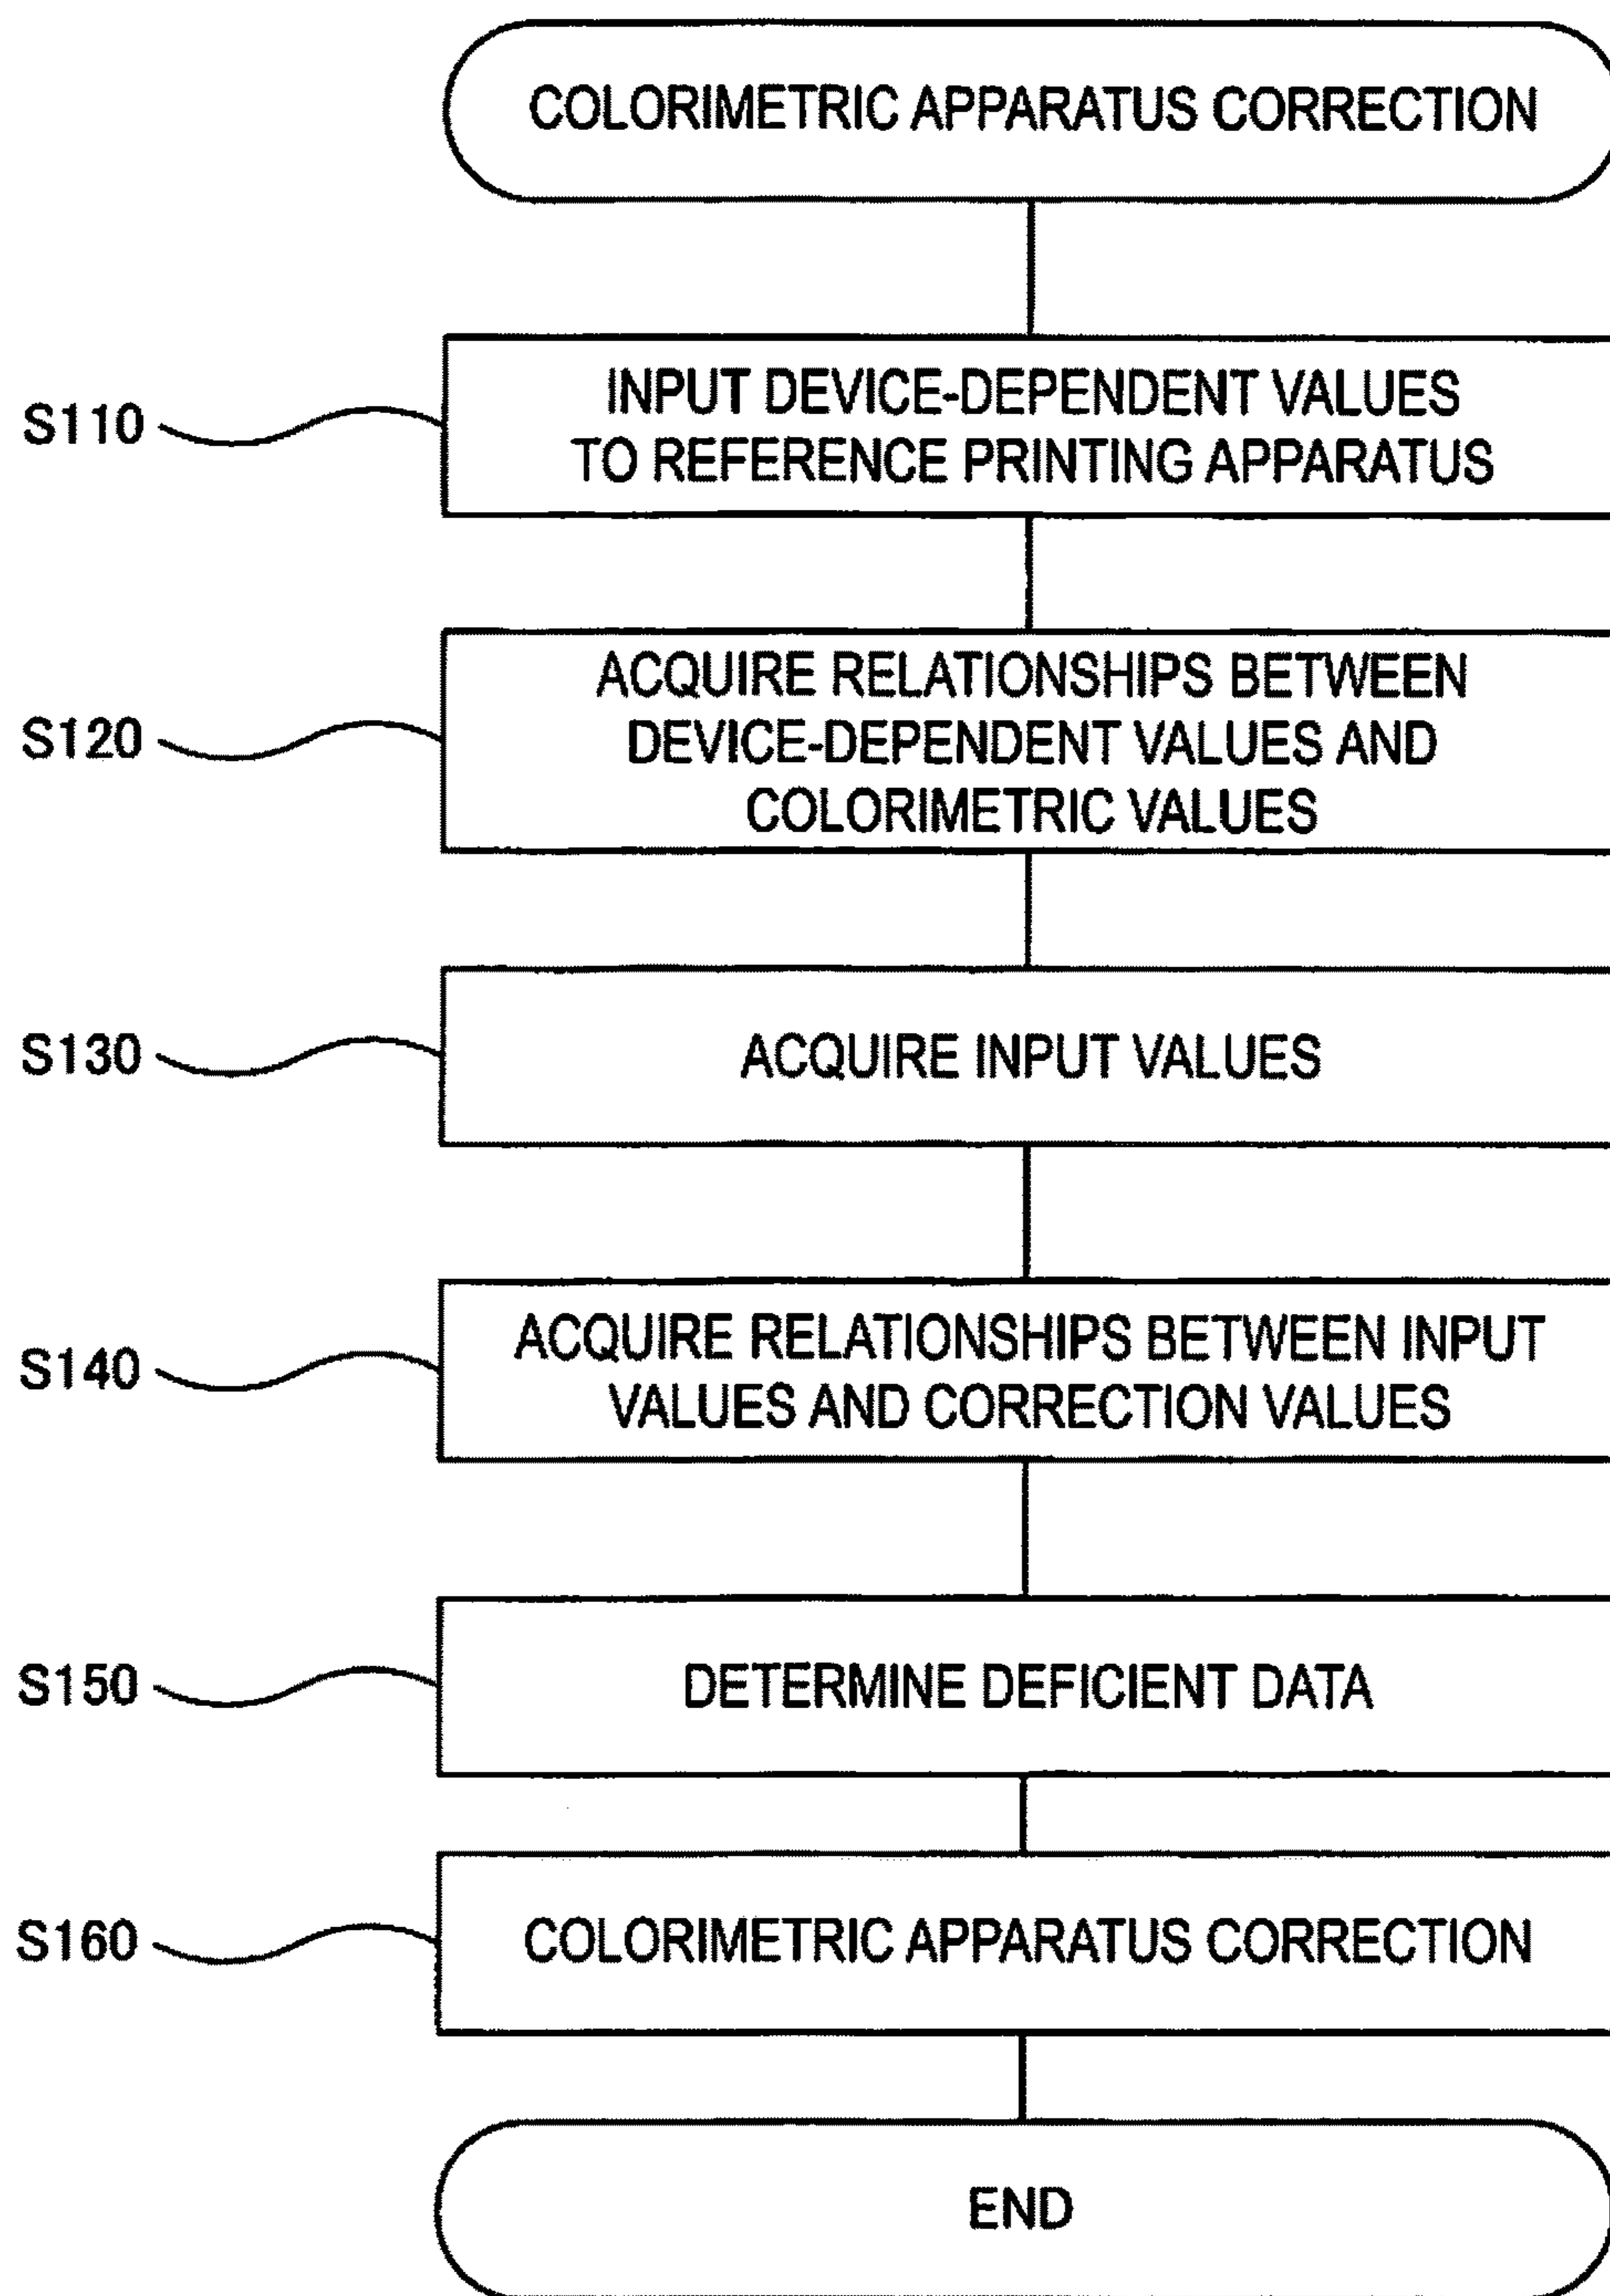 COLORIMETRIC APPARATUS CORRECTION
S110
INPUT DEVICE-DEPENDENT VALUES
TO REFERENCE PRINTING APPARATUS
S120
ACQUIRE RELATIONSHIPS BETWEEN
DEVICE-DEPENDENT VALUES AND
COLORIMETRIC VALUES
S130
ACQUIRE INPUT VALUES
S140
ACQUIRE RELATIONSHIPS BETWEEN INPUT
VALUES AND CORRECTION VALUES
S150
DETERMINE DEFICIENT DATA
S160
COLORIMETRIC APPARATUS CORRECTION
END